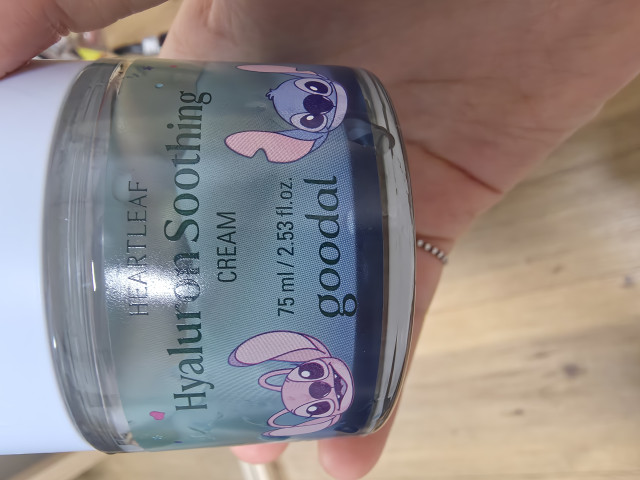 HEARTLEAF
Hyaluron Soothing
CREAM
75 ml / 2.53 fl.oz.
goodal